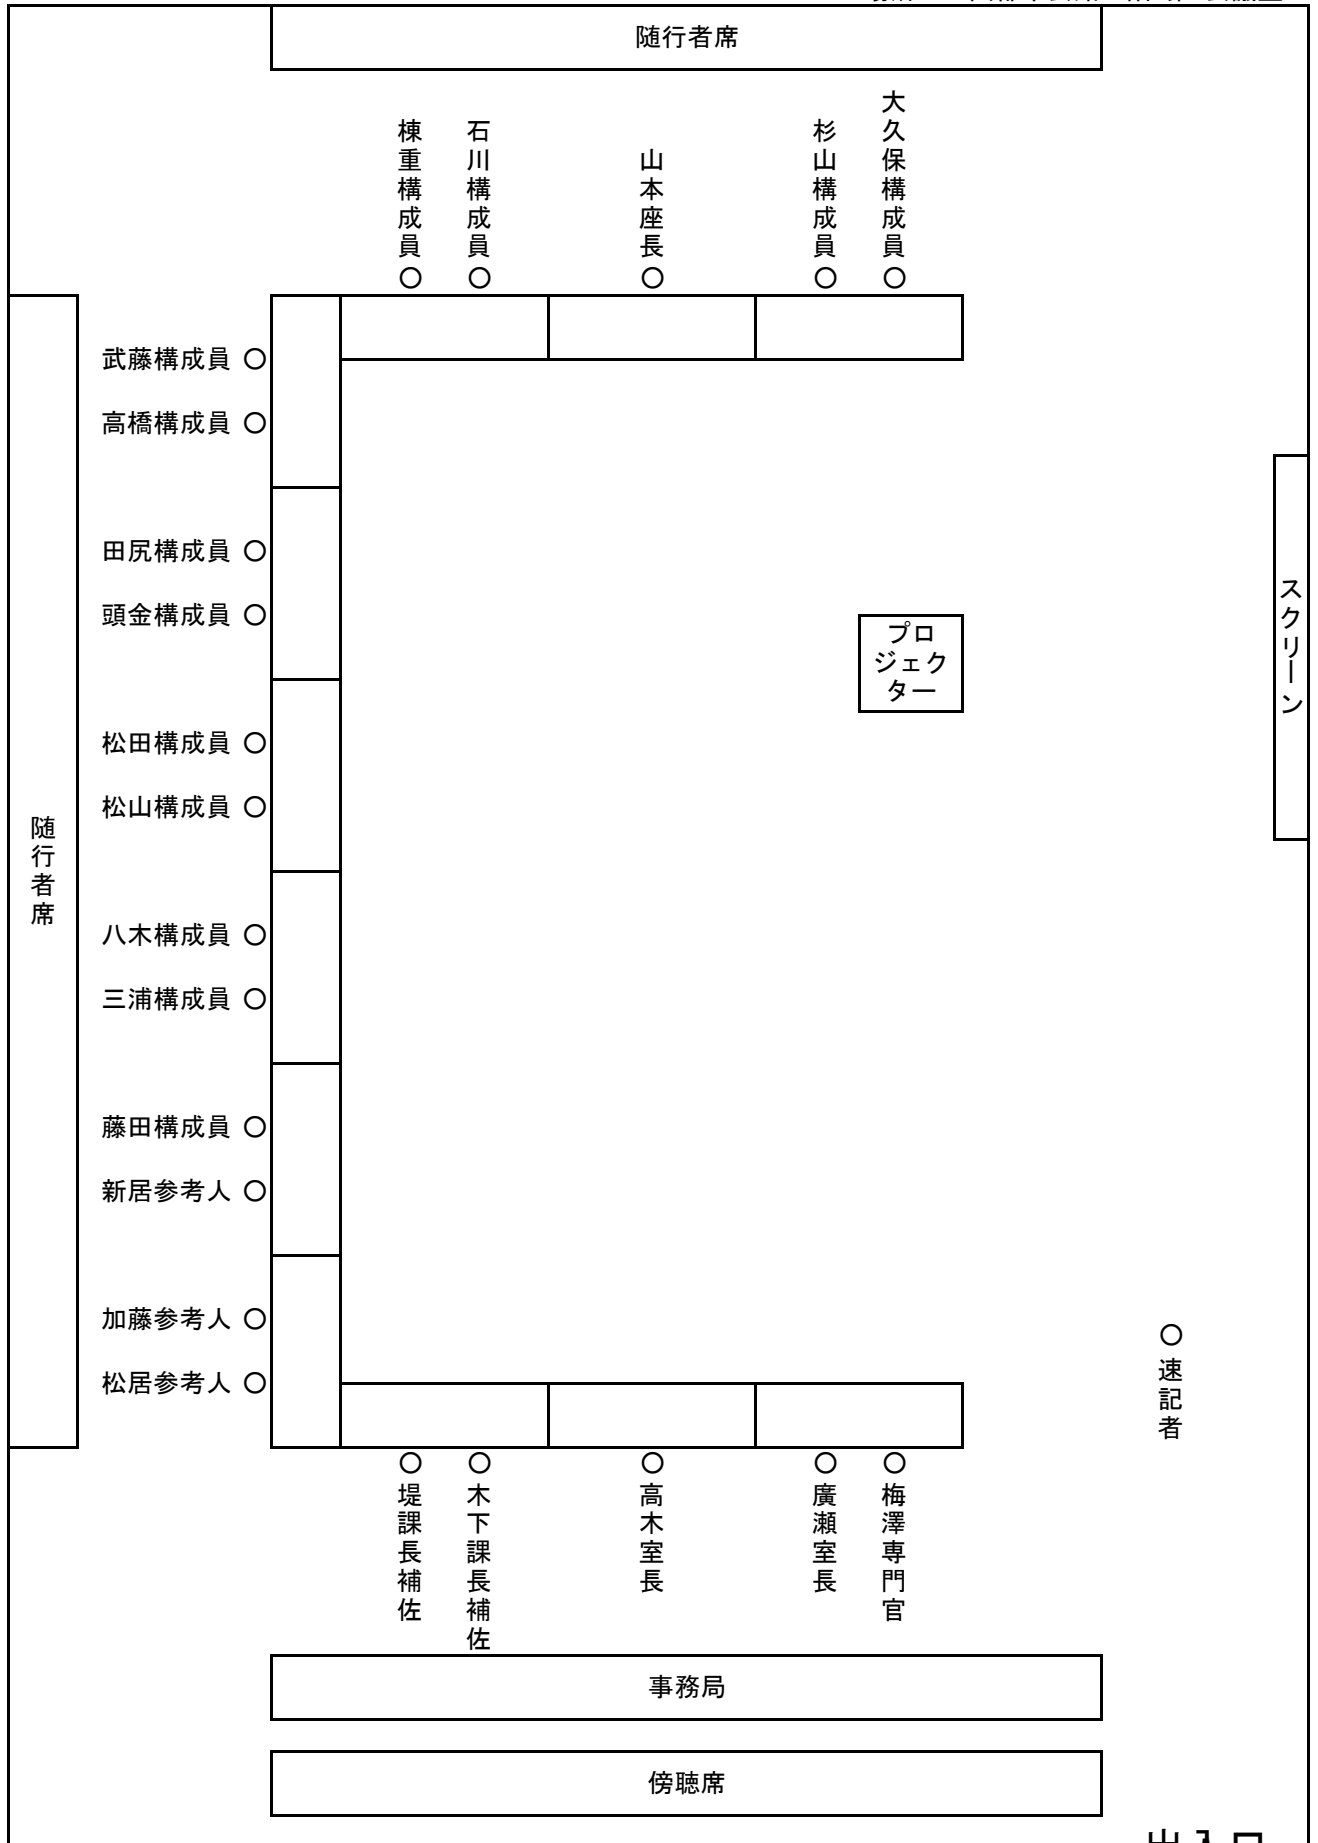 随行者席
棟重構成員
石川構成員
山本座長
杉山構成員
大久保構成員
武藤構成員
高橋構成員
田尻構成員
頭金構成員
松田構成員
松山構成員
八木構成員
三浦構成員
藤田構成員
新居参考人
加藤参考人
松居参考人
随行者席
プロ
ジェク
ター
スクリーン
速記者
堤課長補佐
木下課長補佐
高木室長
廣瀬室長
梅澤専門官
事務局
傍聴席
出入口